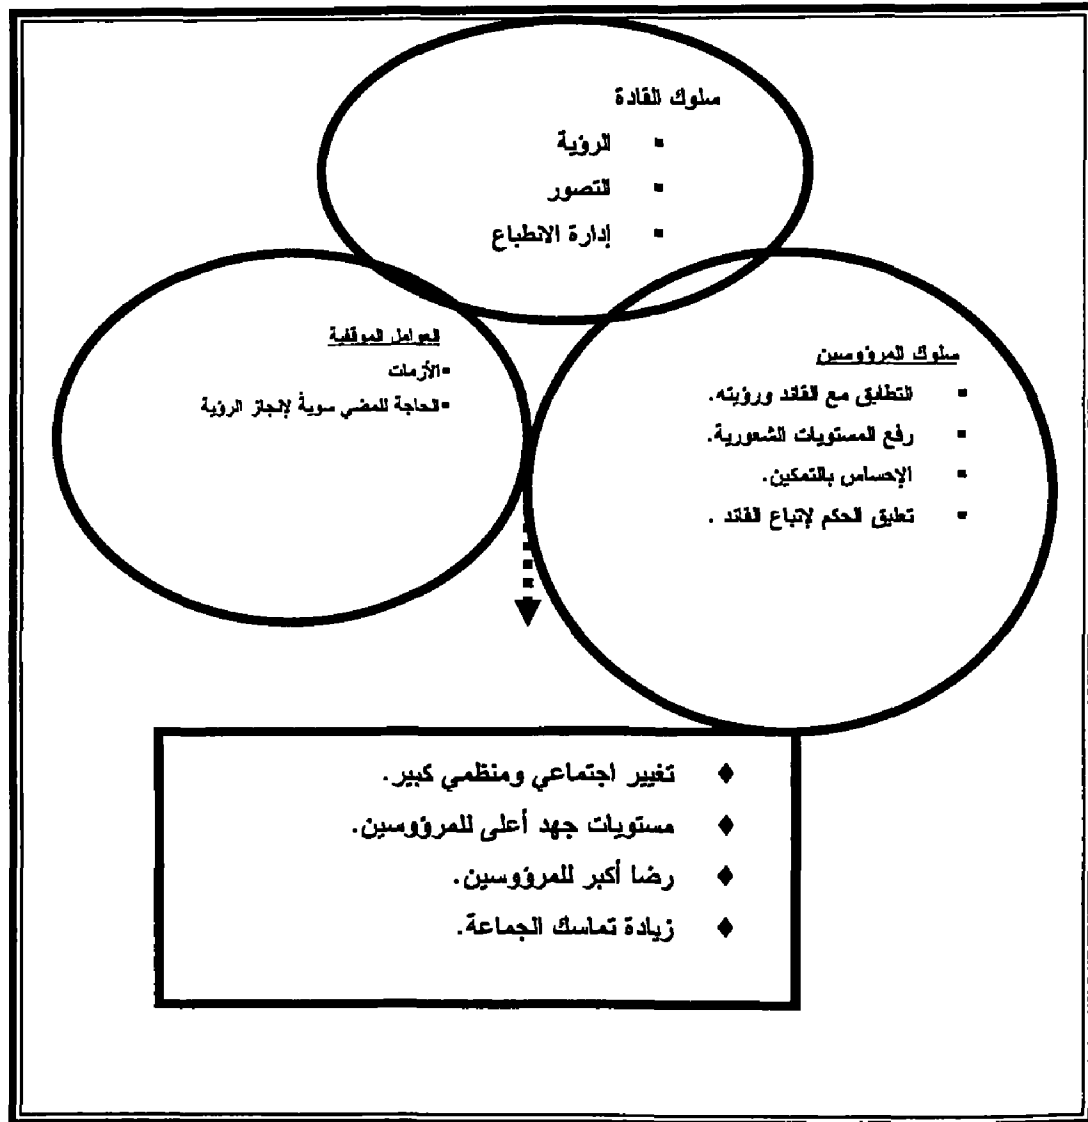 سلوك القادة
▪ الرؤية
▪ التصور
▪ إدارة الانطباع
سلوك المرؤوسين
▪ التطابق مع القائد ورؤيته.
▪ رفع المستويات الشعورية.
▪ الإحساس بالتمكين.
▪ تعليق الحكم لإتباع القائد .
العوامل الموقفية
▪الأزمات
▪الحاجة للمضي سويةً لإنجاز الرؤية
♦ تغيير اجتماعي ومنظمي كبير.
♦ مستويات جهد أعلى للمرؤوسين.
♦ رضا أكبر للمرؤوسين.
♦ زيادة تماسك الجماعة.